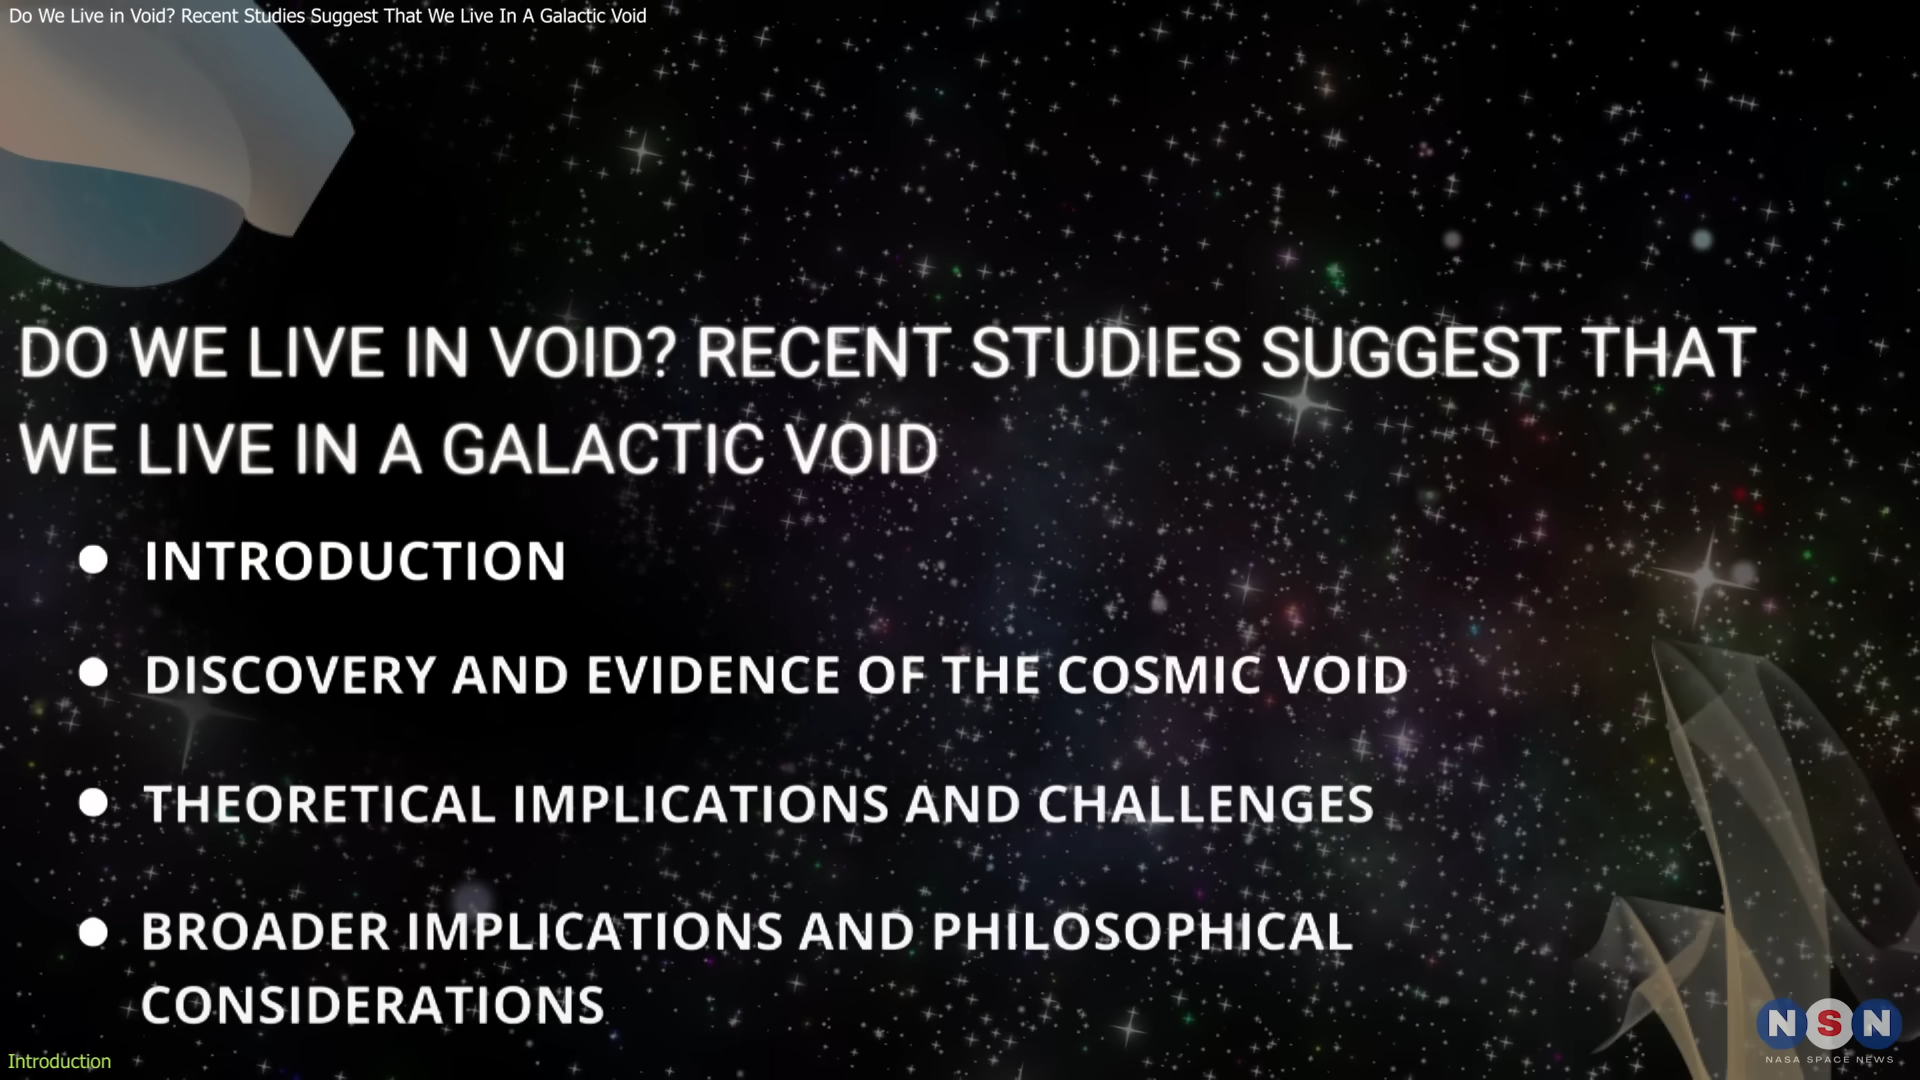 Do We Live in Void? Recent Studies Suggest That We Live In A Galactic Void
DO WE LIVE IN VOID? RECENT STUDIES SUGGEST THAT
WE LIVE IN A GALACTIC VOID
● INTRODUCTION
● DISCOVERY AND EVIDENCE OF THE COSMIC VOID
● THEORETICAL IMPLICATIONS AND CHALLENGES
● BROADER IMPLICATIONS AND PHILOSOPHICAL
CONSIDERATIONS
NSN
NASA SPACE NEWS
Introduction